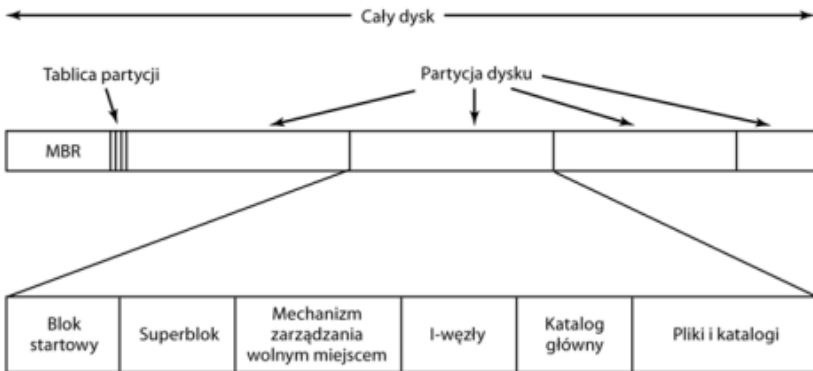 Cały dysk
Tablica partycji
Partycja dysku
MBR
Blok
startowy
Superblok
Mechanizm
zarządzania
wolnym miejscem
I-węzły
Katalog
główny
Pliki i katalogi